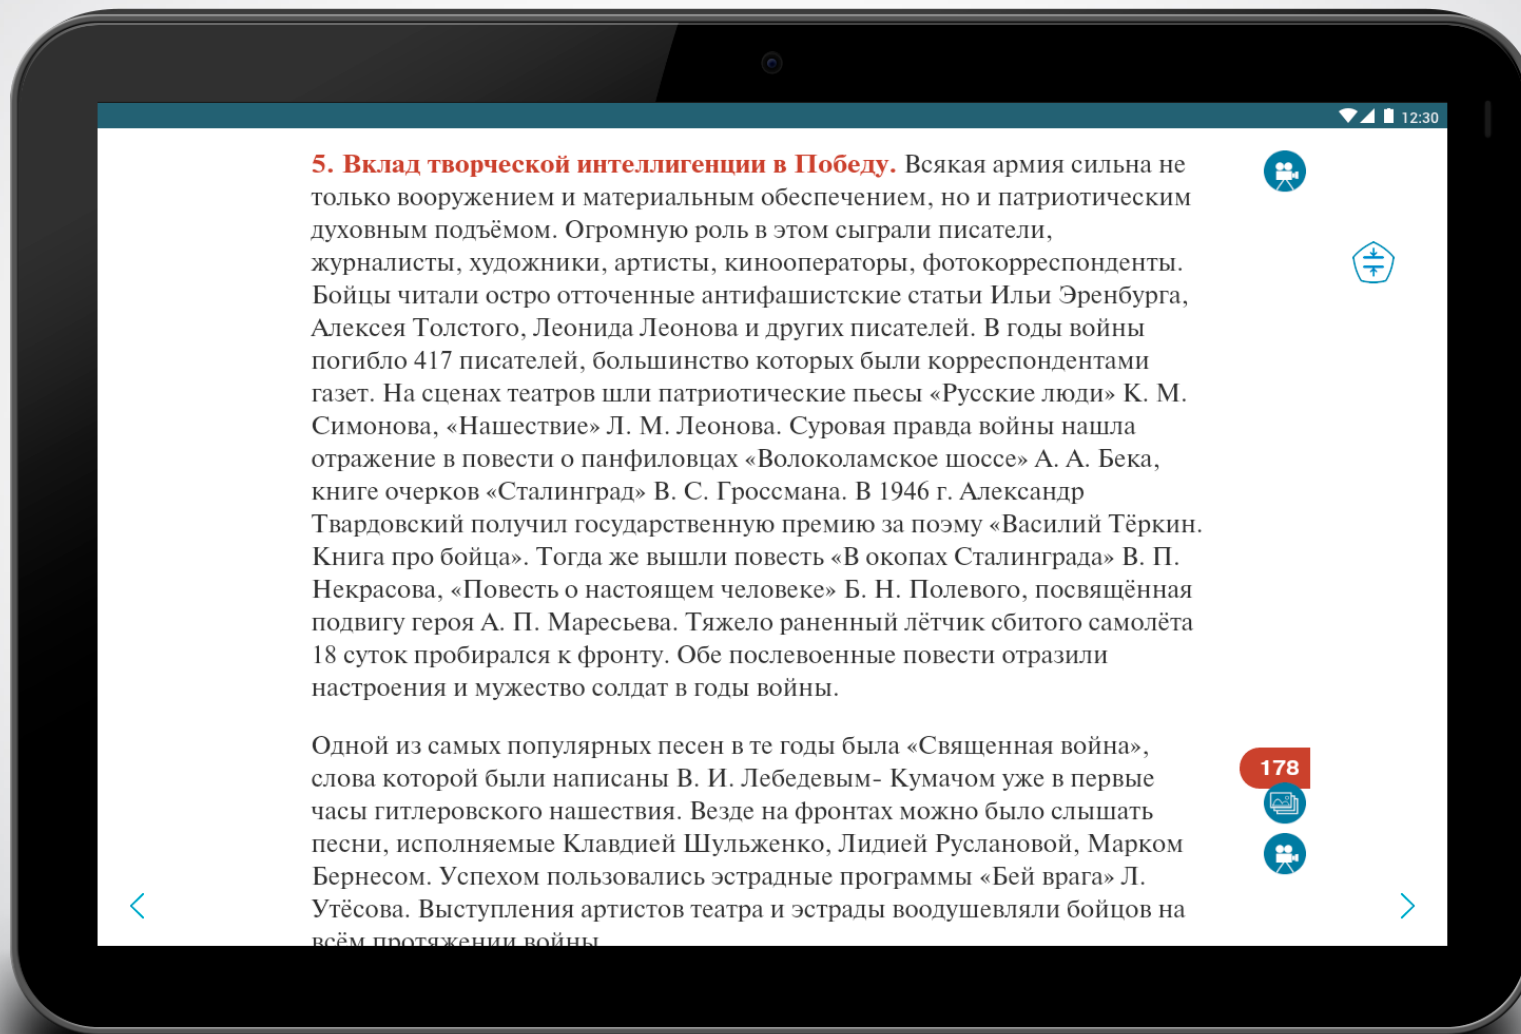 12:30
5. Вклад творческой интеллигенции в Победу. Всякая армия сильна не
только вооружением и материальным обеспечением, но и патриотическим
духовным подъёмом. Огромную роль в этом сыграли писатели,
журналисты, художники, артисты, кинооператоры, фотокорреспонденты.
Бойцы читали остро отточенные антифашистские статьи Ильи Эренбурга,
Алексея Толстого, Леонида Леонова и других писателей. В годы войны
погибло 417 писателей, большинство которых были корреспондентами
газет. На сценах театров шли патриотические пьесы «Русские люди» К. М.
Симонова, «Нашествие» Л. М. Леонова. Суровая правда войны нашла
отражение в повести о панфиловцах «Волоколамское шоссе» А. А. Бека,
книге очерков «Сталинград» В. С. Гроссмана. В 1946 г. Александр
Твардовский получил государственную премию за поэму «Василий Тёркин.
Книга про бойца». Тогда же вышли повесть «В окопах Сталинграда» В. П.
Некрасова, «Повесть о настоящем человеке» Б. Н. Полевого, посвящённая
подвигу героя А. П. Маресьева. Тяжело раненный лётчик сбитого самолёта
18 суток пробирался к фронту. Обе послевоенные повести отразили
настроения и мужество солдат в годы войны.
Одной из самых популярных песен в те годы была «Священная война»,
слова которой были написаны В. И. Лебедевым- Кумачом уже в первые
178
часы гитлеровского нашествия. Везде на фронтах можно было слышать
песни, исполняемые Клавдией Шульженко, Лидией Руслановой, Марком
Бернесом. Успехом пользовались эстрадные программы «Бей врага» Л.
Утёсова. Выступления артистов театра и эстрады воодушевляли бойцов на
всём протяжении войны